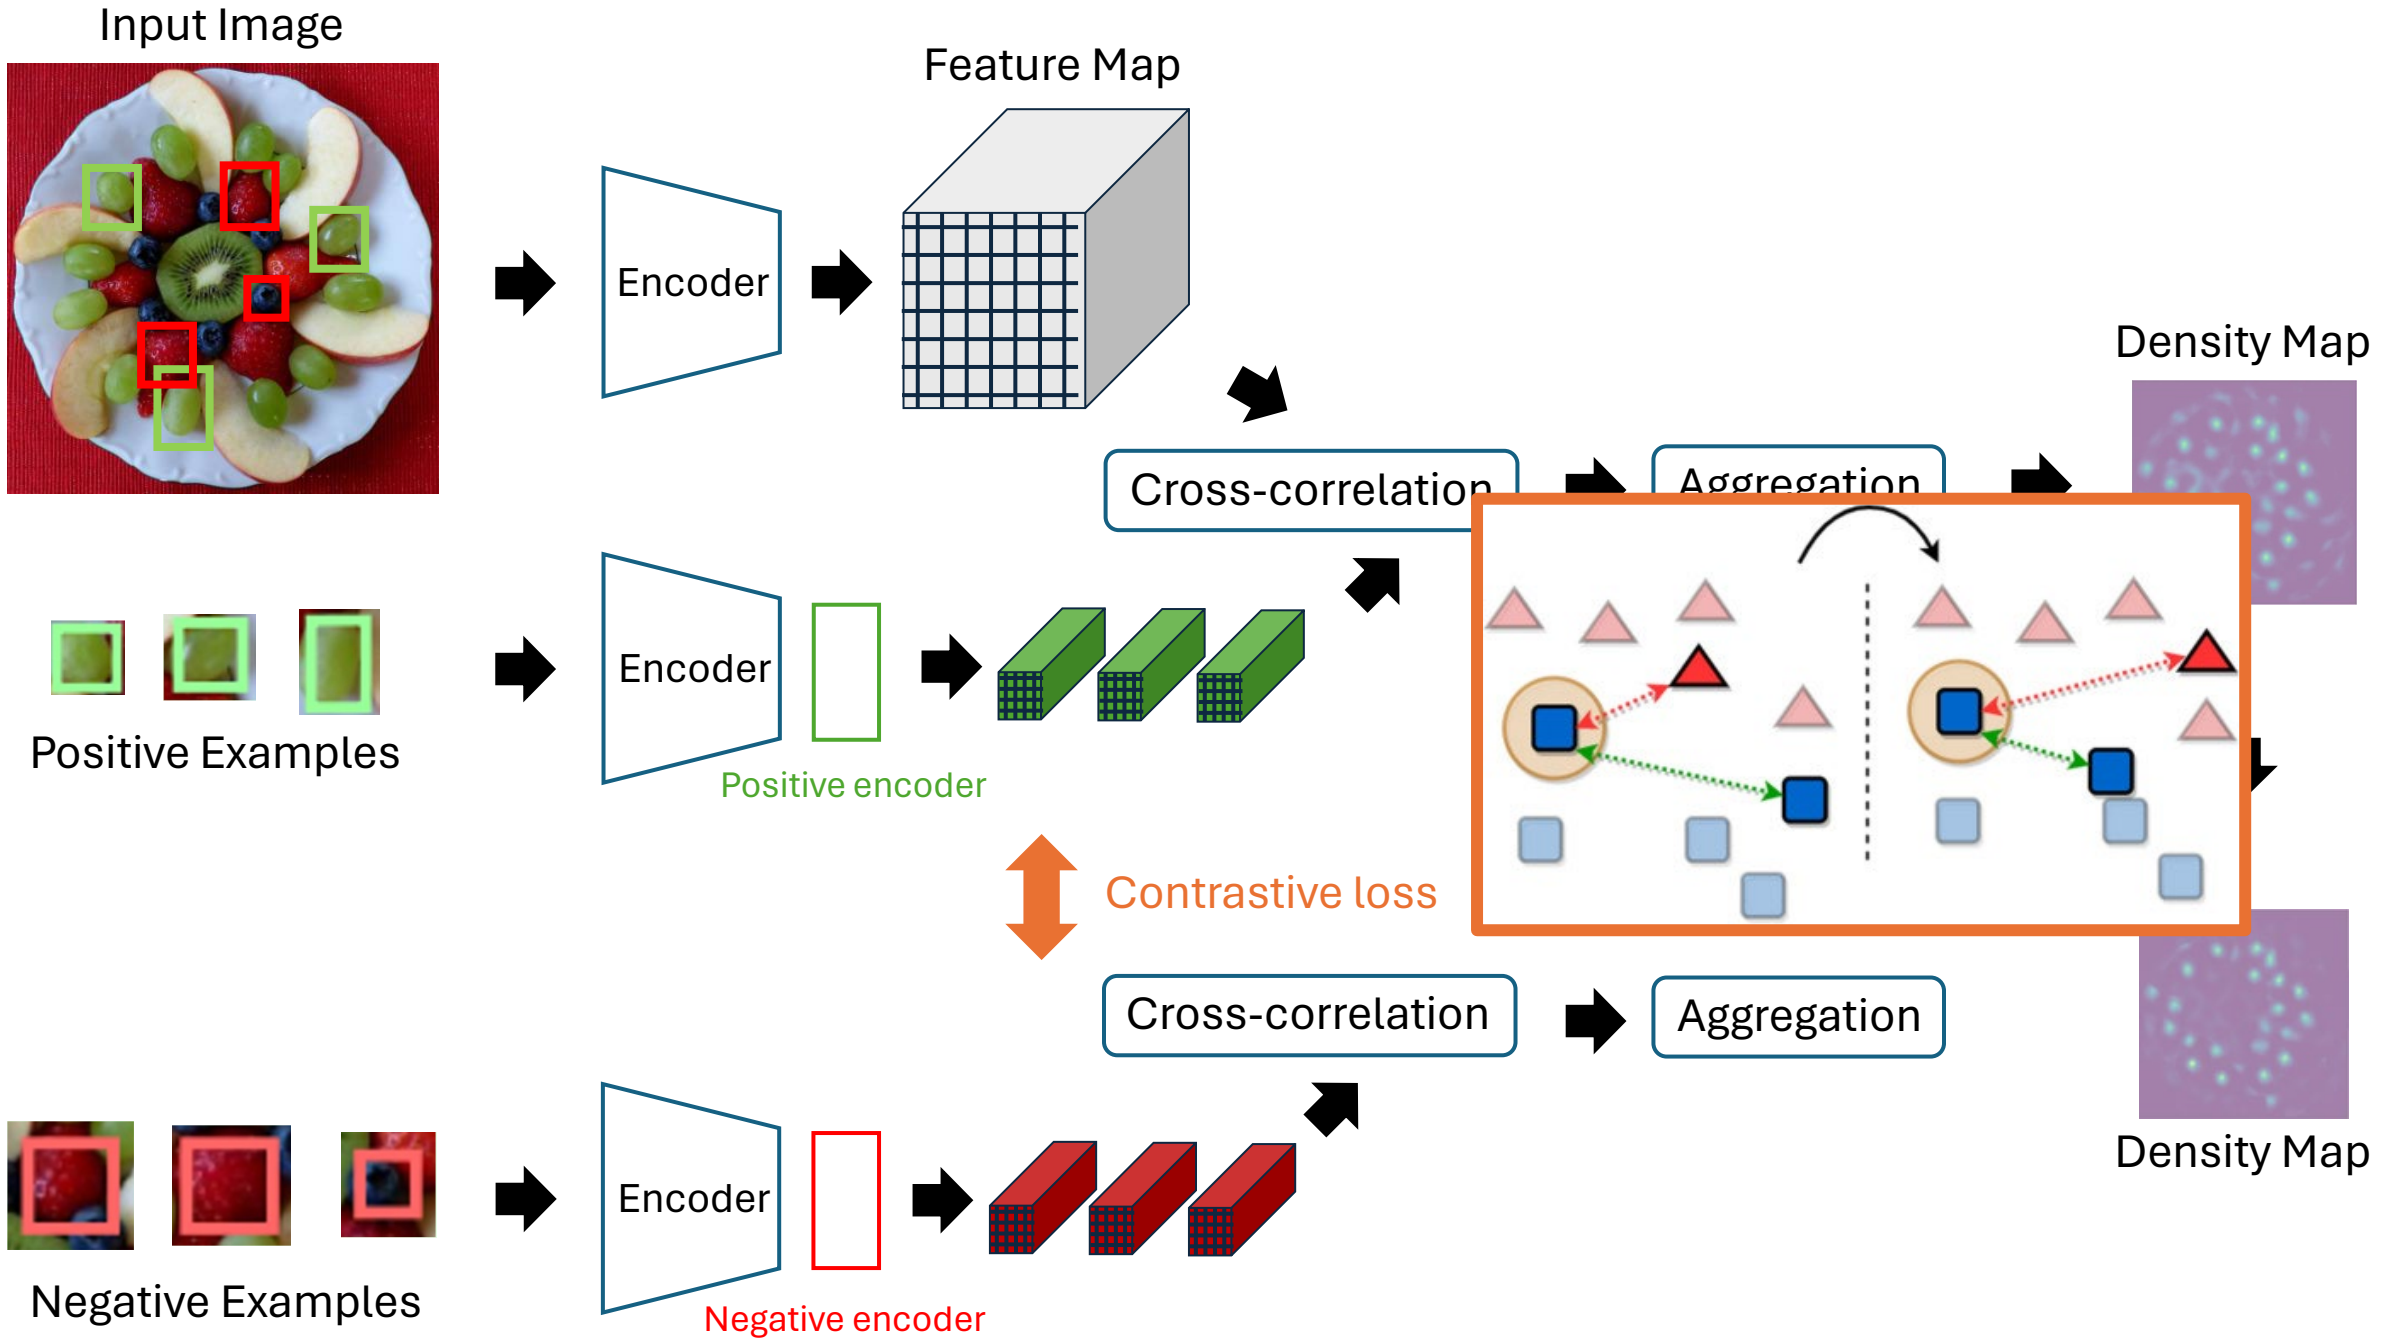 Input Image
Feature Map
Encoder
Density Map
Cross-correlation
Aggregation
Encoder
Positive Examples
Positive encoder
Contrastive loss
Cross-correlation
Aggregation
Density Map
Encoder
Negative Examples
Negative encoder